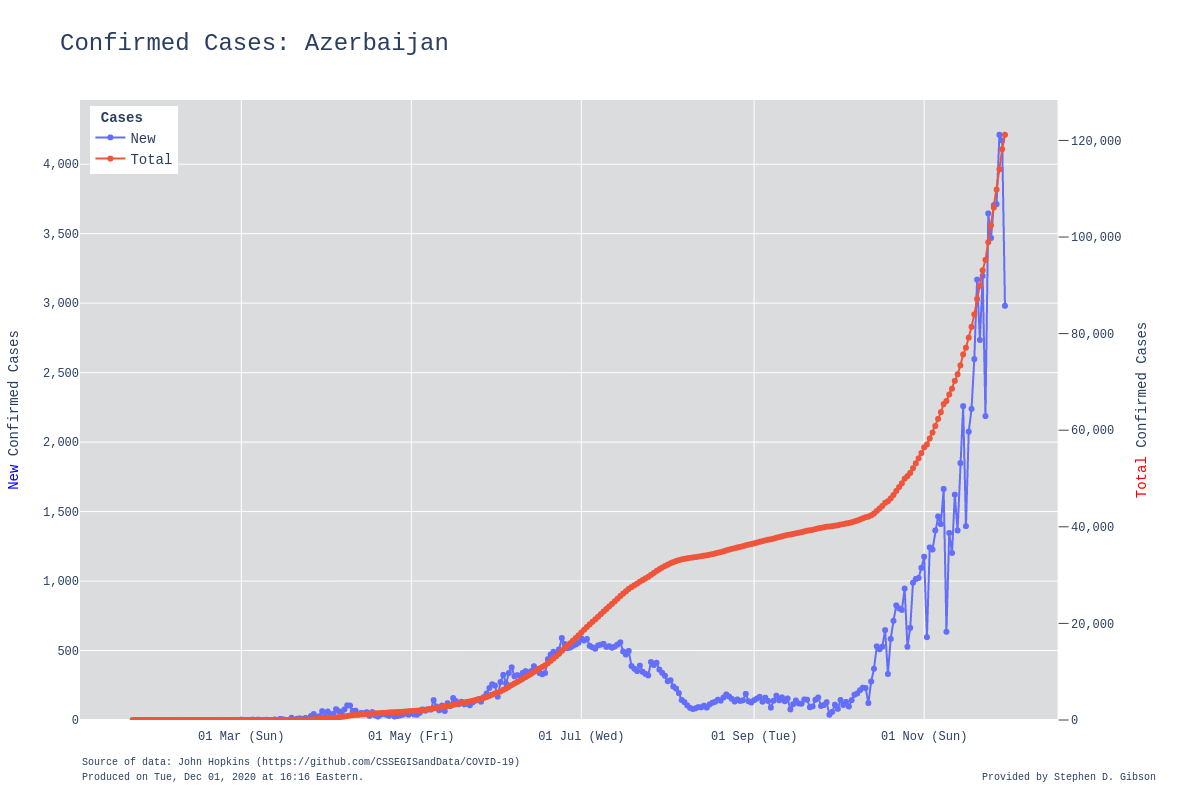 Confirmed Cases: Azerbaijan
Cases
New
Total
4,000
3,500
3,000
2,500
2,000
1,500
1,000
500
0
120,000
100,000
80,000
60,000
40,000
20,000
0
New Confirmed Cases
Total Confirmed Cases
01 Mar (Sun) 01 May (Fri) 01 Jul (Wed) 01 Sep (Tue) 01 Nov (Sun)
Source of data: John Hopkins (https://github.com/CSSEGISandData/COVID-19)
Produced on Tue, Dec 01, 2020 at 16:16 Eastern.
Provided by Stephen D. Gibson